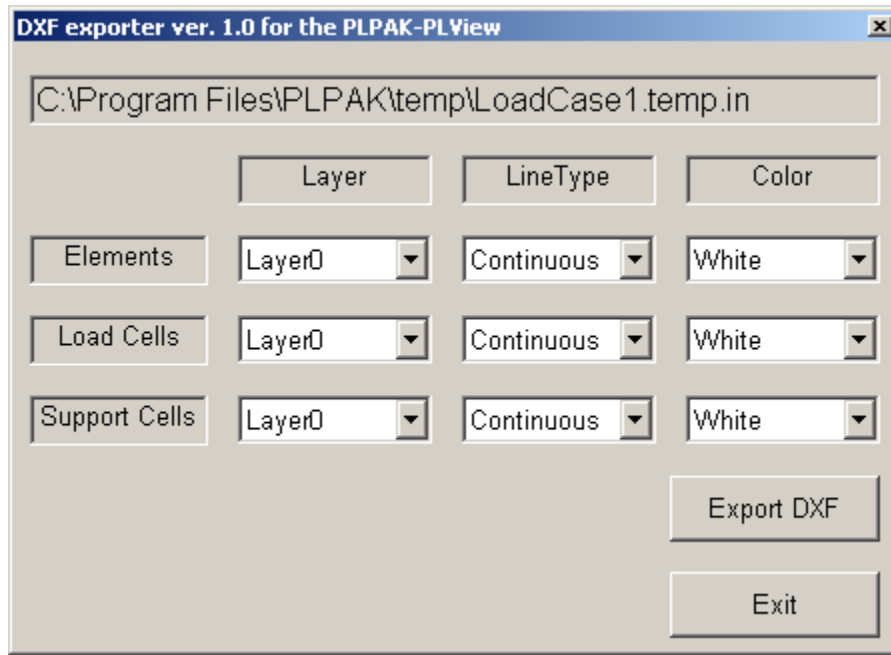 DXF exporter ver. 1.0 for the PLPAK-PLView
C:\Program Files\PLPAK\temp\LoadCase1.temp.in
Layer LineType Color
Elements Layer0 Continuous White
Load Cells Layer0 Continuous White
Support Cells Layer0 Continuous White
Export DXF
Exit